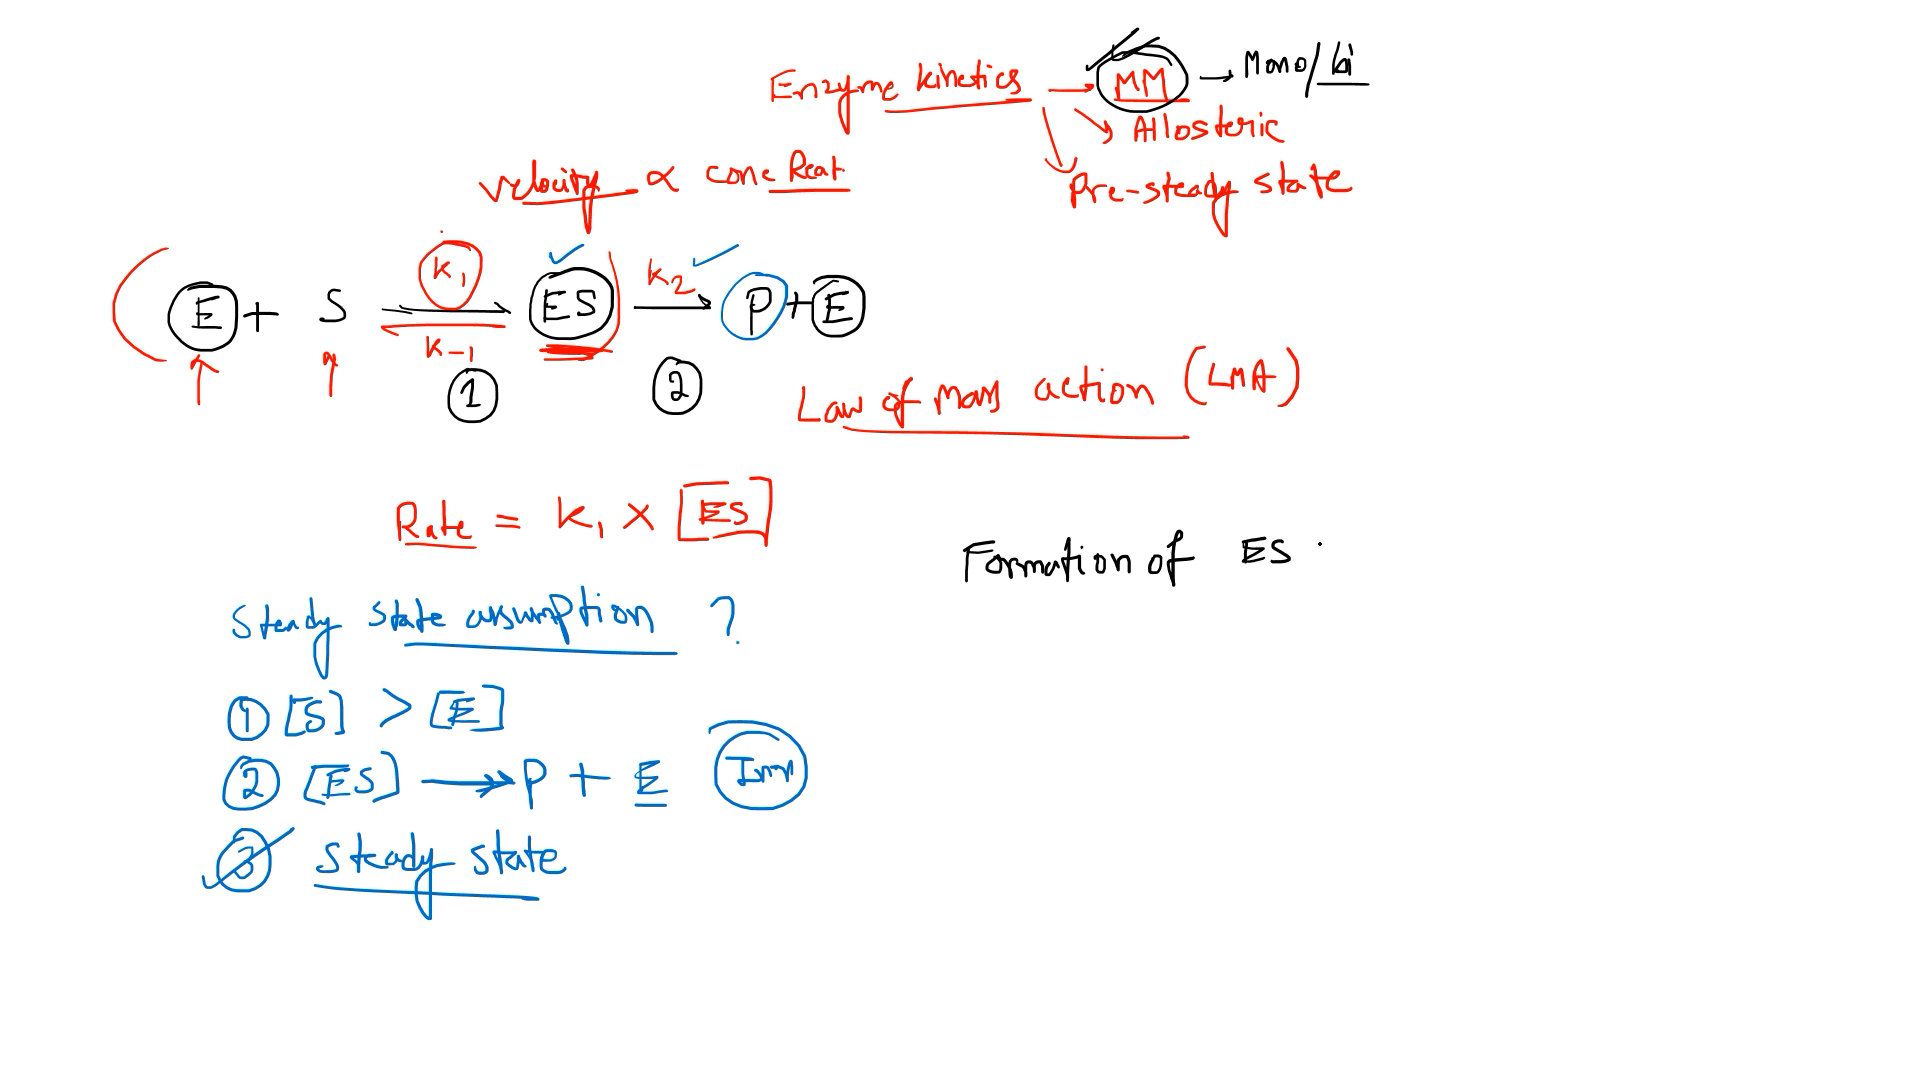 Enzyme kinetics → MM → Mono/bi
Allosteric
Pre-steady state
velocity ∝ conc Reat.
E + S ⇌ ES → P + E
k₁
k₋₁
k₂
1
2
Law of Mass action (LMA)
Rate = k₁ × [ES]
Formation of ES
Steady state assumption ?
① [S] > [E]
② [ES] → P + E Irr
③ steady state